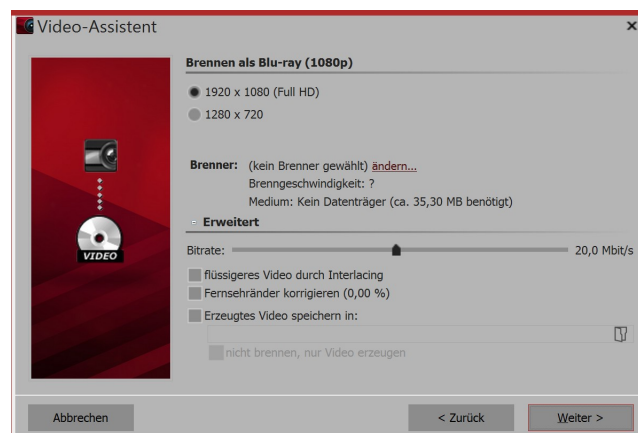 Video-Assistent
Brennen als Blu-ray (1080p)
1920 x 1080 (Full HD)
1280 x 720
Brenner: (kein Brenner gewählt) ändern...
Brenngeschwindigkeit: ?
Medium: Kein Datenträger (ca. 35,30 MB benötigt)
Erweitert
Bitrate: 20,0 Mbit/s
flüssigeres Video durch Interlacing
Fernsehränder korrigieren (0,00 %)
Erzeugtes Video speichern in:
nicht brennen, nur Video erzeugen
VIDEO
Abbrechen
< Zurück
Weiter >